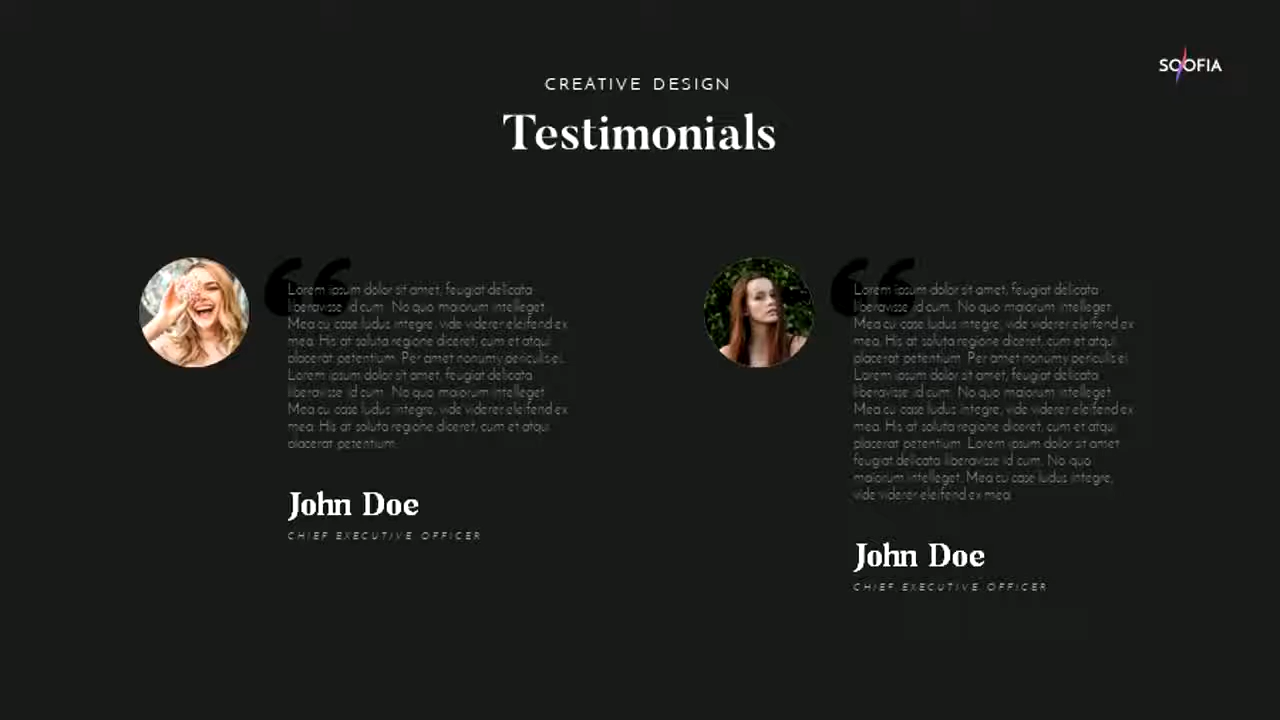 SOOFIA
CREATIVE DESIGN
Testimonials
Lorem ipsum dolor sit amet, feugiat delicata
liberavisse id cum. No quo maiorum intelleget.
Mea cu case ludus integre, vide viderer eleifend ex
mea. His at soluta regione diceret, cum et atqui
placerat petentium. Per amet nonumy periculis ei.
Lorem ipsum dolor sit amet, feugiat delicata
liberavisse id cum. No quo maiorum intelleget.
Mea cu case ludus integre, vide viderer eleifend ex
mea. His at soluta regione diceret, cum et atqui
placerat petentium.
John Doe
CHIEF EXECUTIVE OFFICER
Lorem ipsum dolor sit amet, feugiat delicata
liberavisse id cum. No quo maiorum intelleget.
Mea cu case ludus integre, vide viderer eleifend ex
mea. His at soluta regione diceret, cum et atqui
placerat petentium. Per amet nonumy periculis ei.
Lorem ipsum dolor sit amet, feugiat delicata
liberavisse id cum. No quo maiorum intelleget.
Mea cu case ludus integre, vide viderer eleifend ex
mea. His at soluta regione diceret, cum et atqui
placerat petentium. Lorem ipsum dolor sit amet
feugiat delicata liberavisse id cum. No quo
maiorum intelleget. Mea cu case ludus integre,
vide viderer eleifend ex mea.
John Doe
CHIEF EXECUTIVE OFFICER